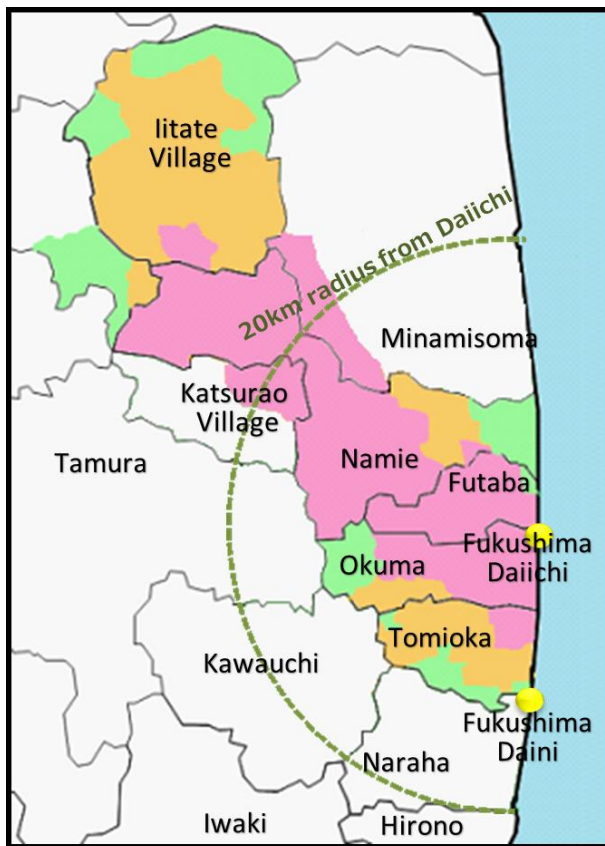 Iitate
Village
20km radius from Daiichi
Minamisoma
Katsurao
Village
Tamura
Namie
Futaba
Fukushima
Daiichi
Okuma
Tomioka
Kawauchi
Fukushima
Daini
Naraha
Iwaki
Hirono